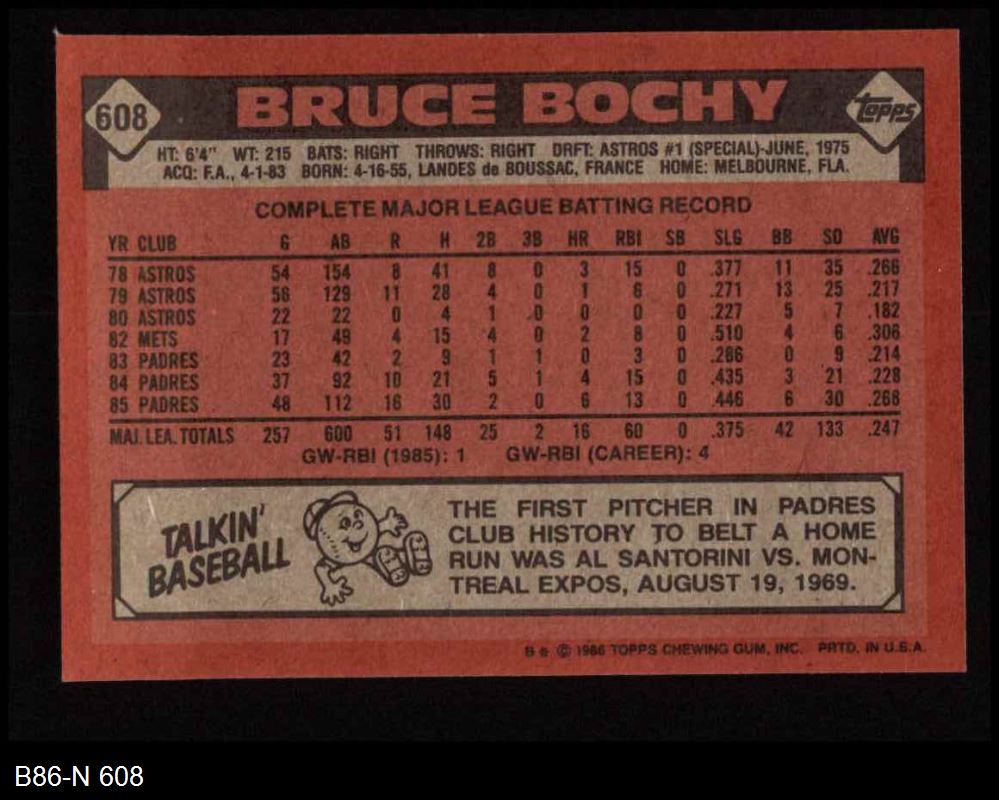 608
BRUCE BOCHY
topps
HT: 6'4" WT: 215 BATS: RIGHT THROWS: RIGHT DRFT: ASTROS #1 (SPECIAL)-JUNE, 1975
ACQ: F.A., 4-1-83 BORN: 4-16-55, LANDES de BOUSSAC, FRANCE HOME: MELBOURNE, FLA.
COMPLETE MAJOR LEAGUE BATTING RECORD
YR CLUB G AB R H 2B 3B HR RBI SB SLG BB SO AVG
78 ASTROS 54 154 8 41 8 0 3 15 0 .377 11 35 .266
79 ASTROS 56 129 11 28 4 0 1 6 0 .271 13 25 .217
80 ASTROS 22 22 0 4 1 0 0 0 0 .227 5 7 .182
82 METS 17 49 4 15 4 0 2 8 0 .510 4 6 .306
83 PADRES 23 42 2 9 1 1 0 3 0 .286 0 9 .214
84 PADRES 37 92 10 21 5 1 4 15 0 .435 3 21 .228
85 PADRES 48 112 16 30 2 0 6 13 0 .446 6 30 .268
MAJ. LEA. TOTALS 257 600 51 148 25 2 16 60 0 .375 42 133 .247
GW-RBI (1985): 1 GW-RBI (CAREER): 4
TALKIN'
BASEBALL
THE FIRST PITCHER IN PADRES
CLUB HISTORY TO BELT A HOME
RUN WAS AL SANTORINI VS. MON-
TREAL EXPOS, AUGUST 19, 1969.
B* © 1986 TOPPS CHEWING GUM, INC. PRTD. IN U.S.A.
B86-N 608